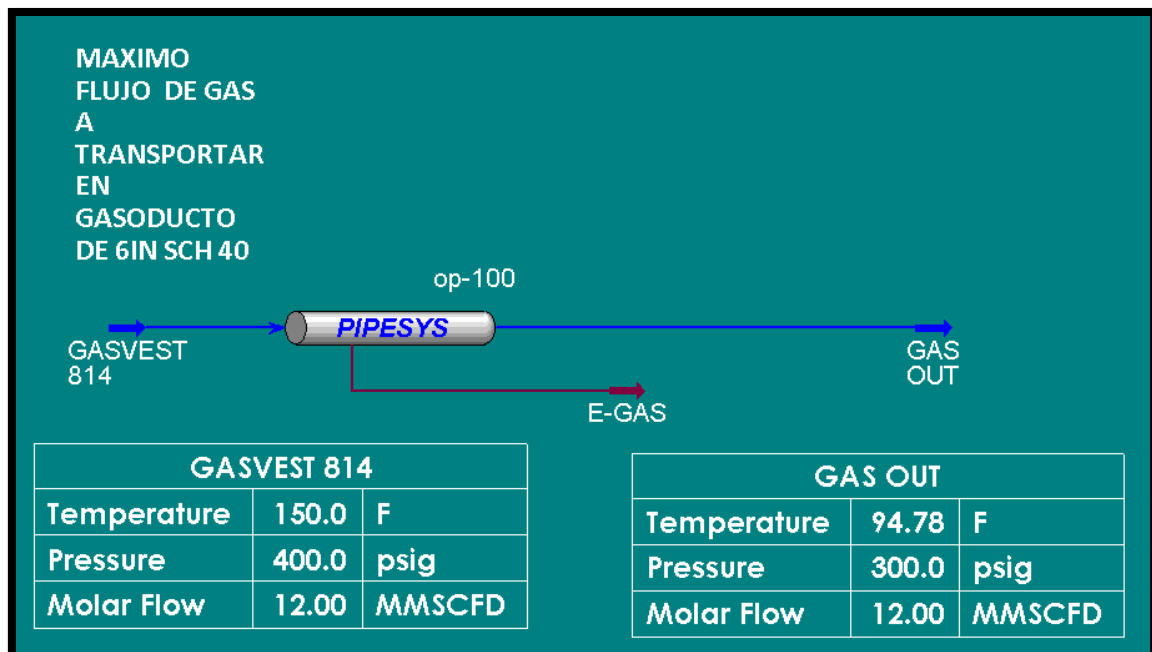 MAXIMO
FLUJO DE GAS
A
TRANSPORTAR
EN
GASODUCTO
DE 6IN SCH 40
op-100
PIPESYS
GASVEST
814
GAS
OUT
E-GAS
GASVEST 814
Temperature 150.0 F
Pressure 400.0 psig
Molar Flow 12.00 MMSCFD
GAS OUT
Temperature 94.78 F
Pressure 300.0 psig
Molar Flow 12.00 MMSCFD